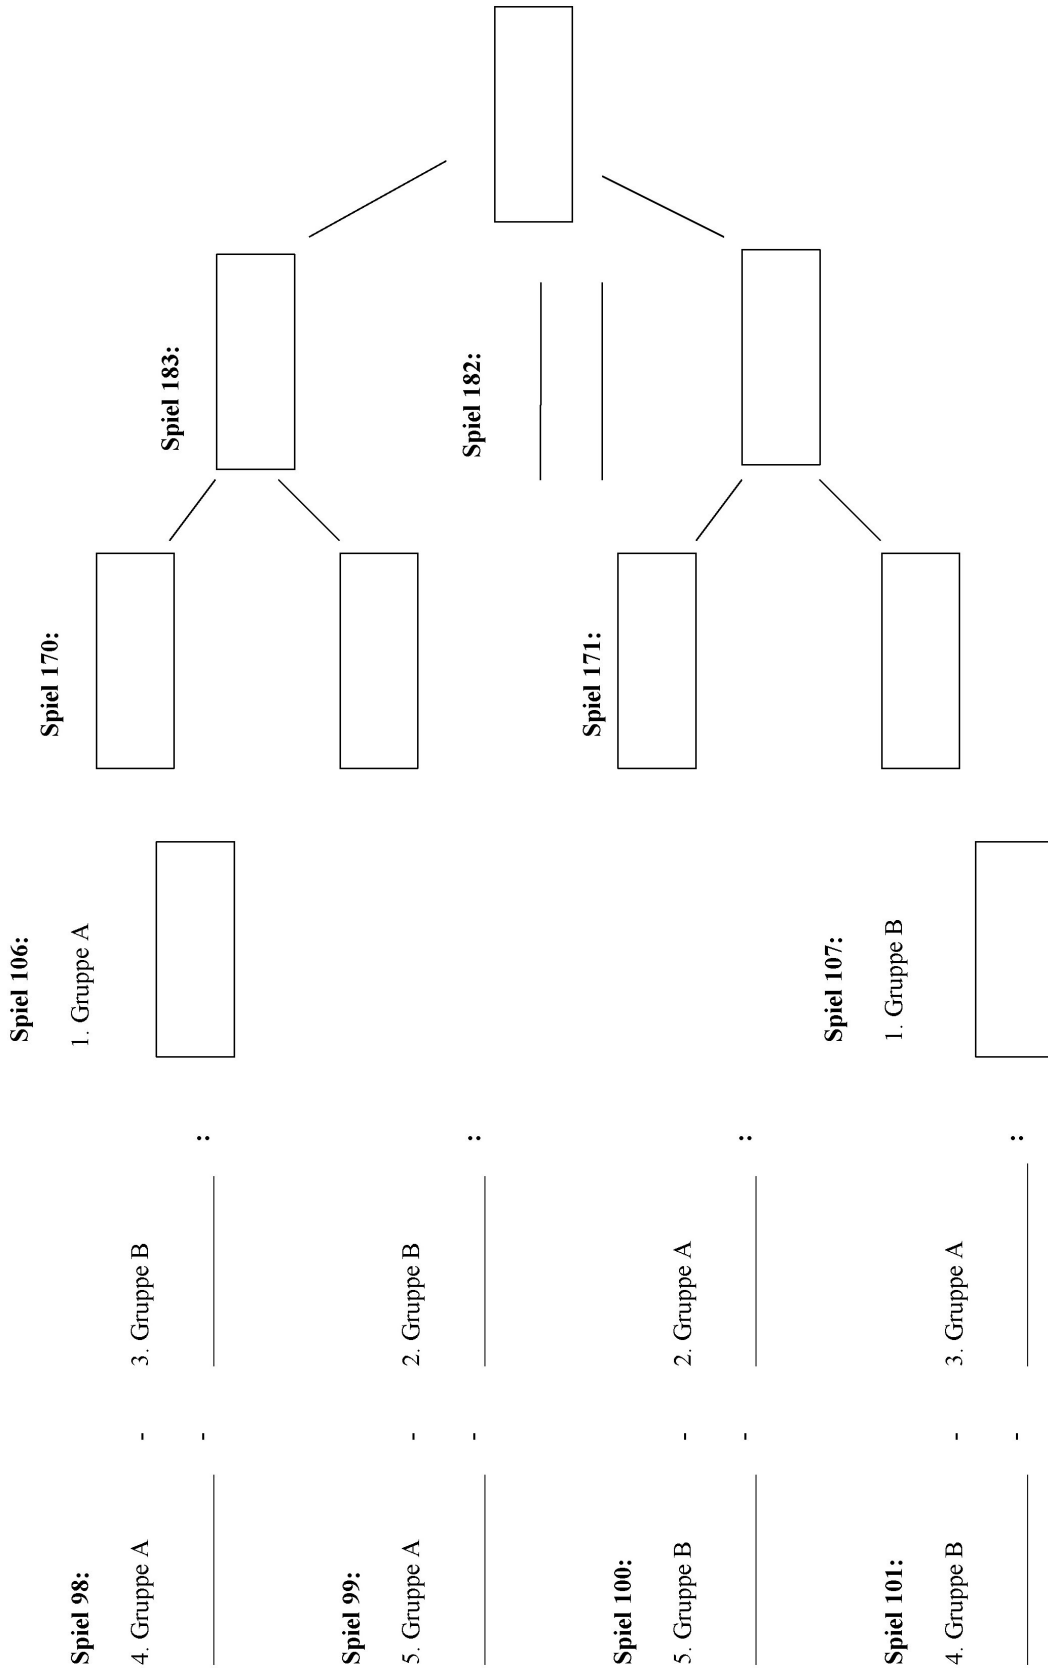 Spiel 98:
4. Gruppe A - 3. Gruppe B
- :
Spiel 99:
5. Gruppe A - 2. Gruppe B
- :
Spiel 100:
5. Gruppe B - 2. Gruppe A
- :
Spiel 101:
4. Gruppe B - 3. Gruppe A
- :
Spiel 106:
1. Gruppe A
Spiel 107:
1. Gruppe B
Spiel 170:
Spiel 171:
Spiel 183:
Spiel 182: